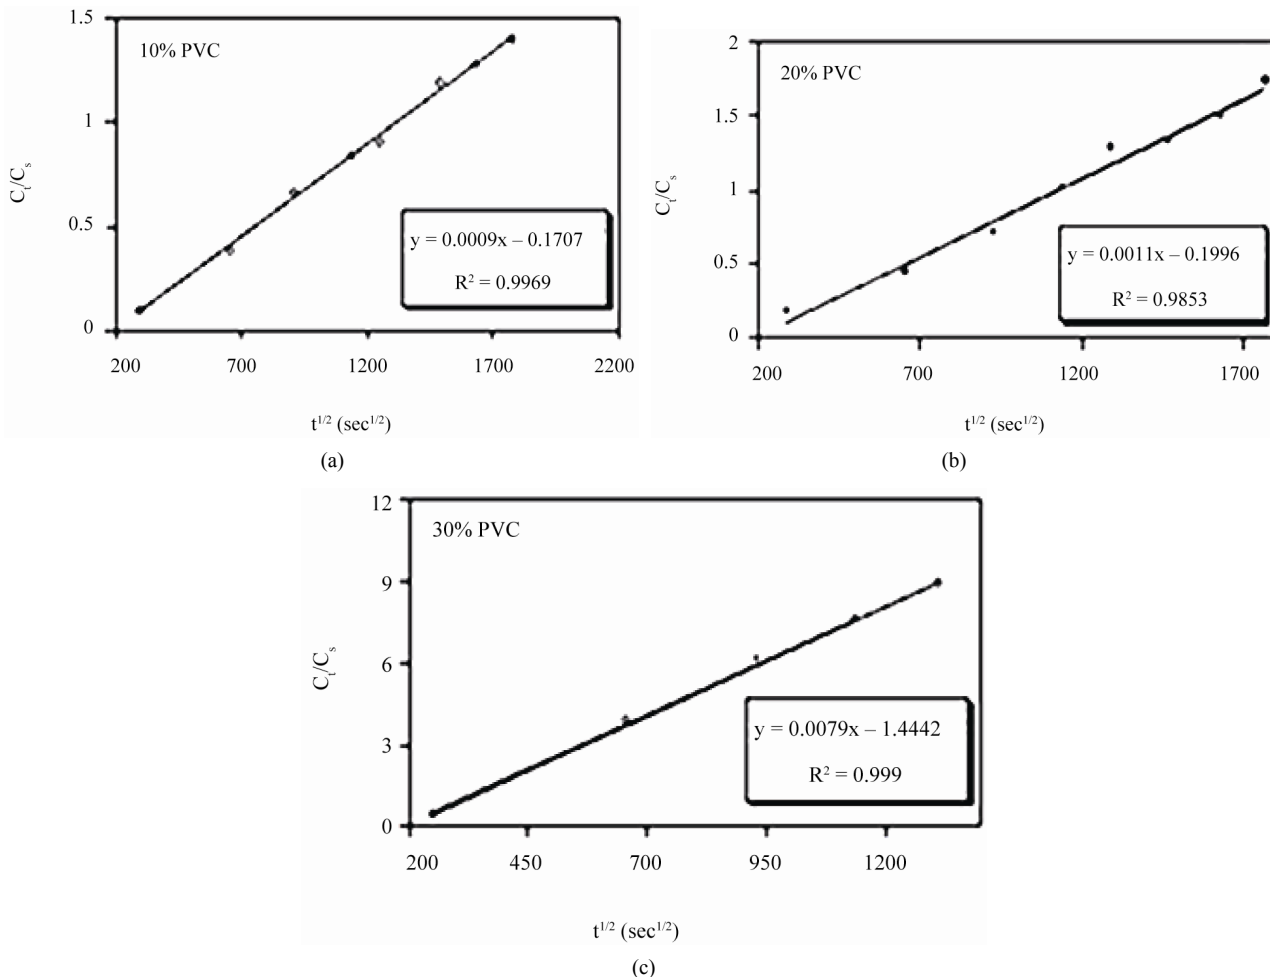 1.5
10% PVC
1
C_t/C_s
0.5
y = 0.0009x – 0.1707
R² = 0.9969
0
200 700 1200 1700 2200
t^{1/2} (sec^{1/2})
(a)
2
20% PVC
1.5
C_t/C_s
1
y = 0.0011x – 0.1996
0.5
R² = 0.9853
0
200 700 1200 1700
t^{1/2} (sec^{1/2})
(b)
12
30% PVC
9
C_t/C_s
6
y = 0.0079x – 1.4442
3
R² = 0.999
0
200 450 700 950 1200
t^{1/2} (sec^{1/2})
(c)